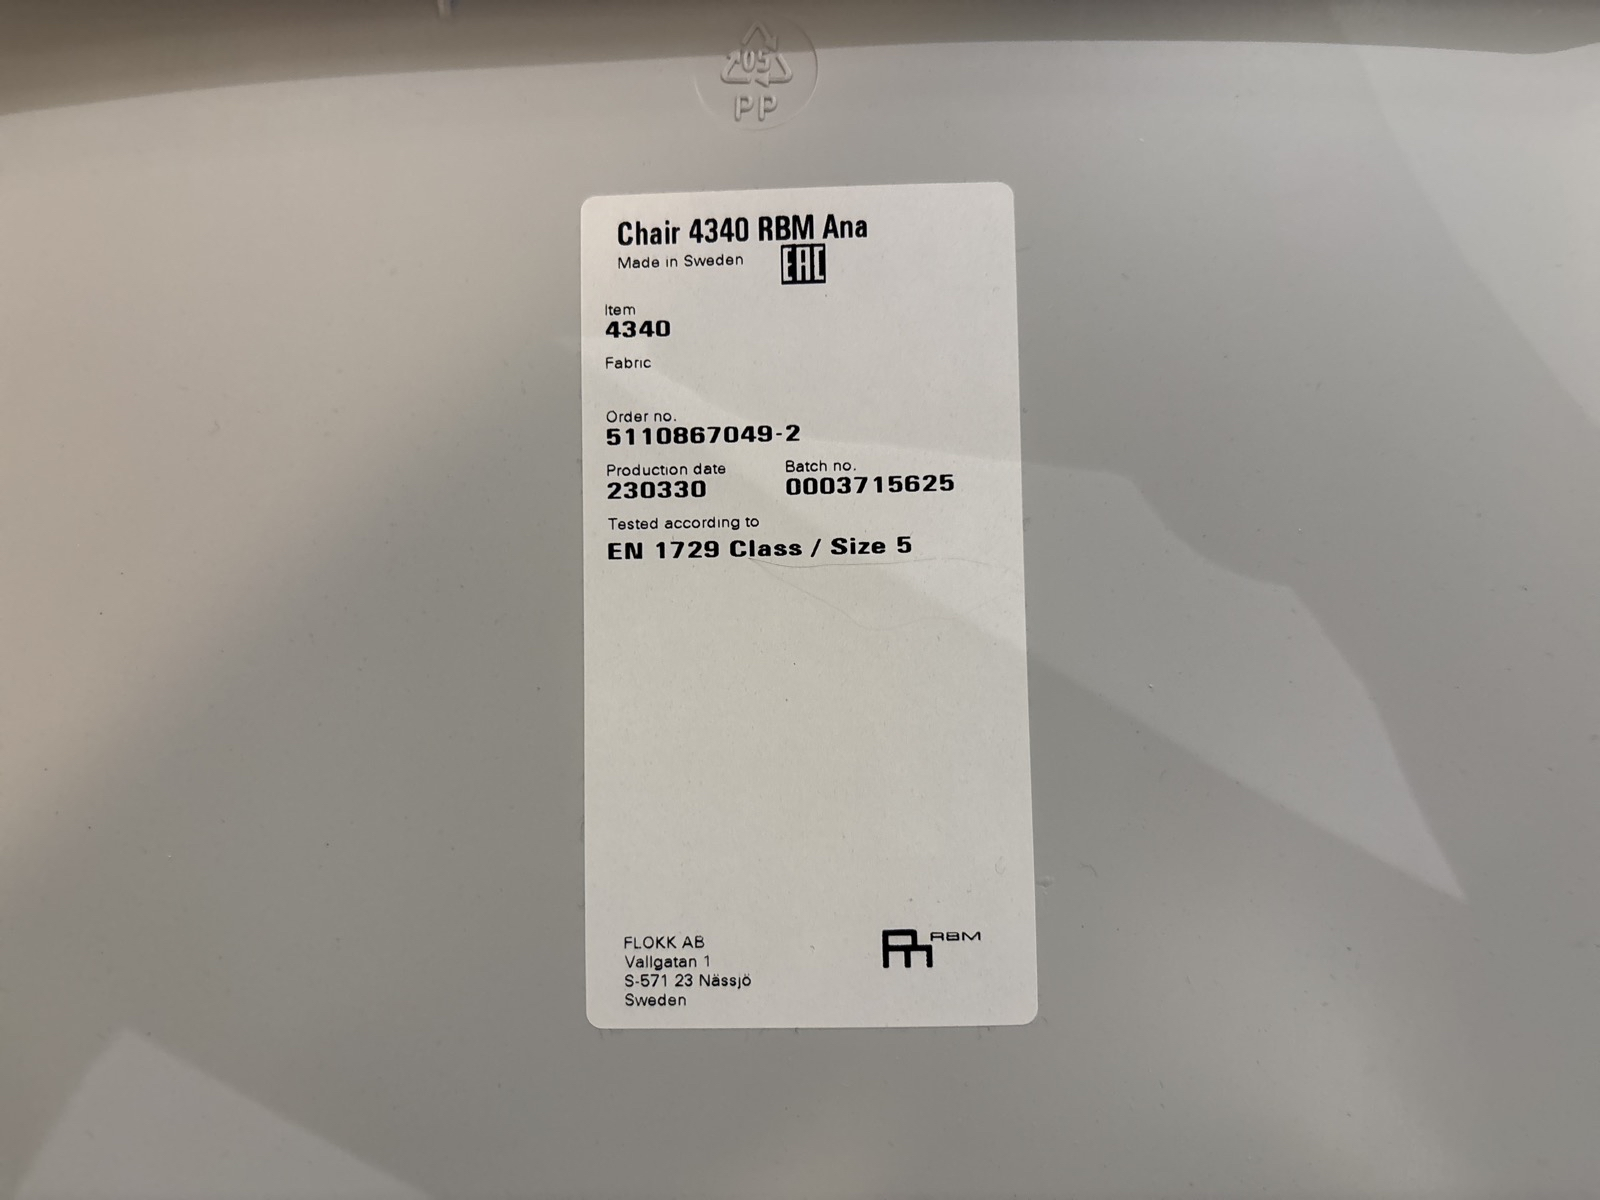 05
PP
Chair 4340 RBM Ana
Made in Sweden
EAC
Item
4340
Fabric
Order no.
5110867049-2
Production date
230330
Batch no.
0003715625
Tested according to
EN 1729 Class / Size 5
FLOKK AB
Vallgatan 1
S-571 23 Nässjö
Sweden
RBM